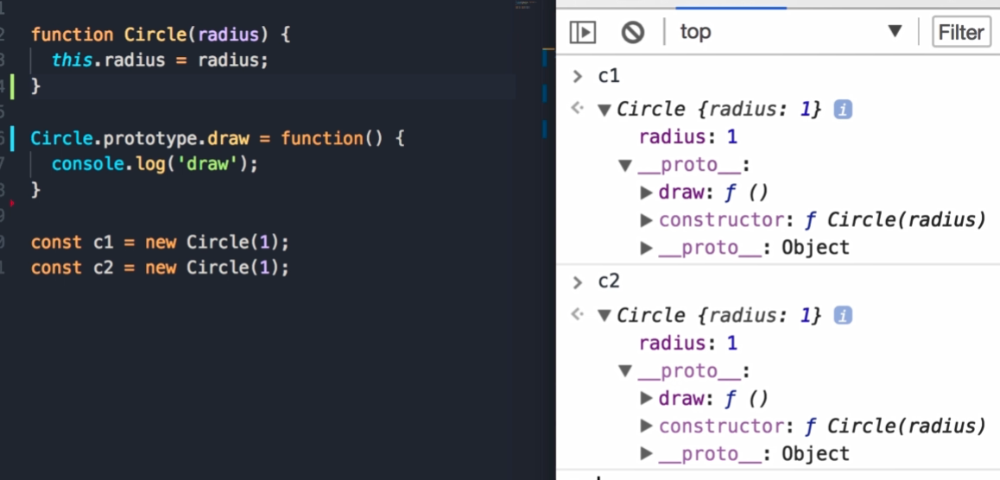 function Circle(radius) {
this.radius = radius;
}
Circle.prototype.draw = function() {
console.log('draw');
}
const c1 = new Circle(1);
const c2 = new Circle(1);
top ▼ Filter
> c1
▼Circle {radius: 1} i
radius: 1
▼__proto__:
▶draw: ƒ ()
▶constructor: ƒ Circle(radius)
▶__proto__: Object
> c2
▼Circle {radius: 1} i
radius: 1
▼__proto__:
▶draw: ƒ ()
▶constructor: ƒ Circle(radius)
▶__proto__: Object